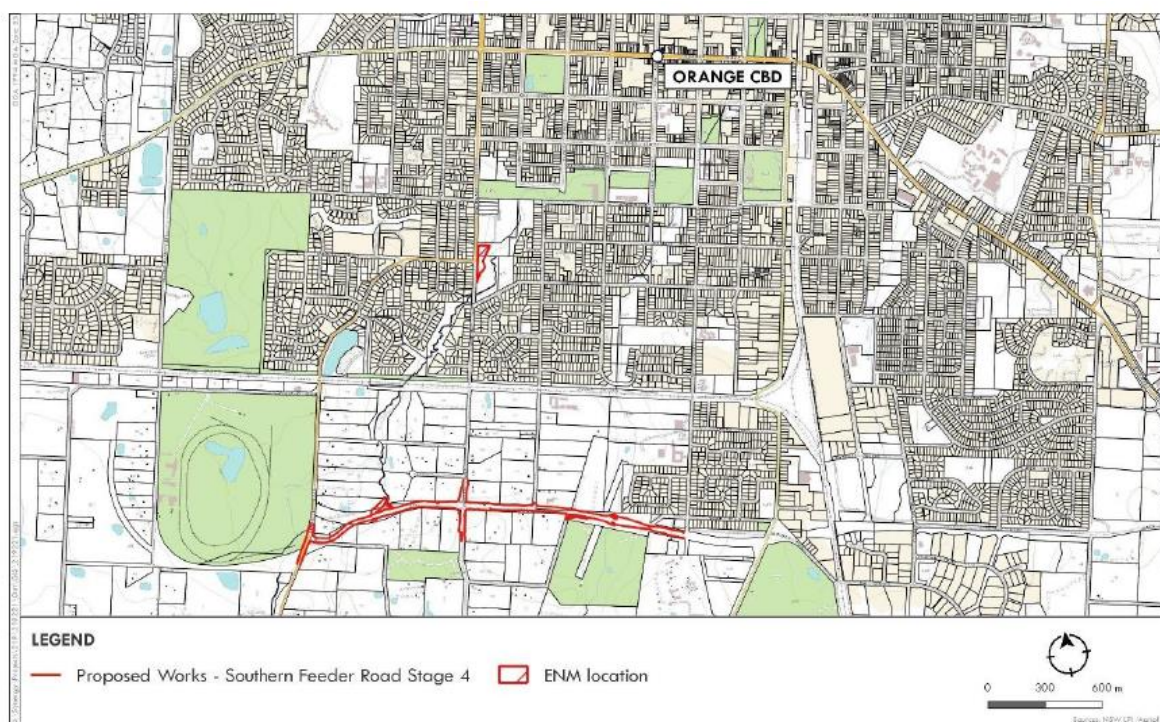 ORANGE CBD
LEGEND
Proposed Works - Southern Feeder Road Stage 4
ENM location
0 300 600 m